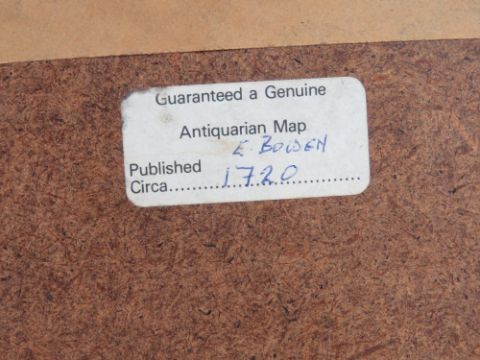 Guaranteed a Genuine
Antiquarian Map
E. BOWEN
Published
Circa.......1720.......